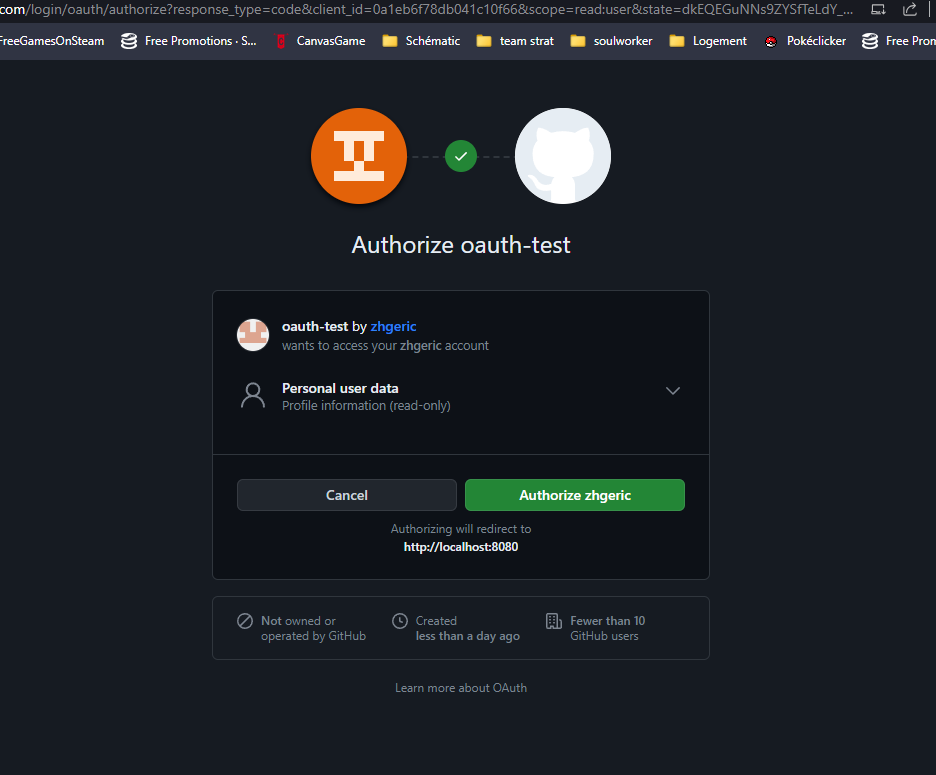 com/login/oauth/authorize?response_type=code&client_id=0a1eb6f78db041c10f66&scope=read:user&state=dkEQEGuNNs9ZYSfTeLdY_...
FreeGamesOnSteam Free Promotions · S... CanvasGame Schématic team strat soulworker Logement Pokéclicker Free Pron
Authorize oauth-test
oauth-test by zhgeric
wants to access your zhgeric account
Personal user data
Profile information (read-only)
Cancel Authorize zhgeric
Authorizing will redirect to
http://localhost:8080
Not owned or
operated by GitHub
Created
less than a day ago
Fewer than 10
GitHub users
Learn more about OAuth